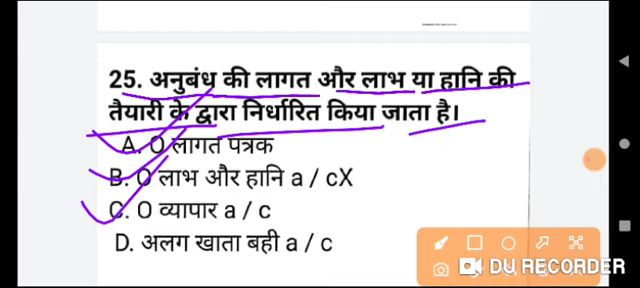 25. अनुबंध की लागत और लाभ या हानि की
तैयारी के द्वारा निर्धारित किया जाता है।
A. O लागत पत्रक
B. O लाभ और हानि a / cX
C. O व्यापार a / c
D. अलग खाता बही a / c
DU RECORDER